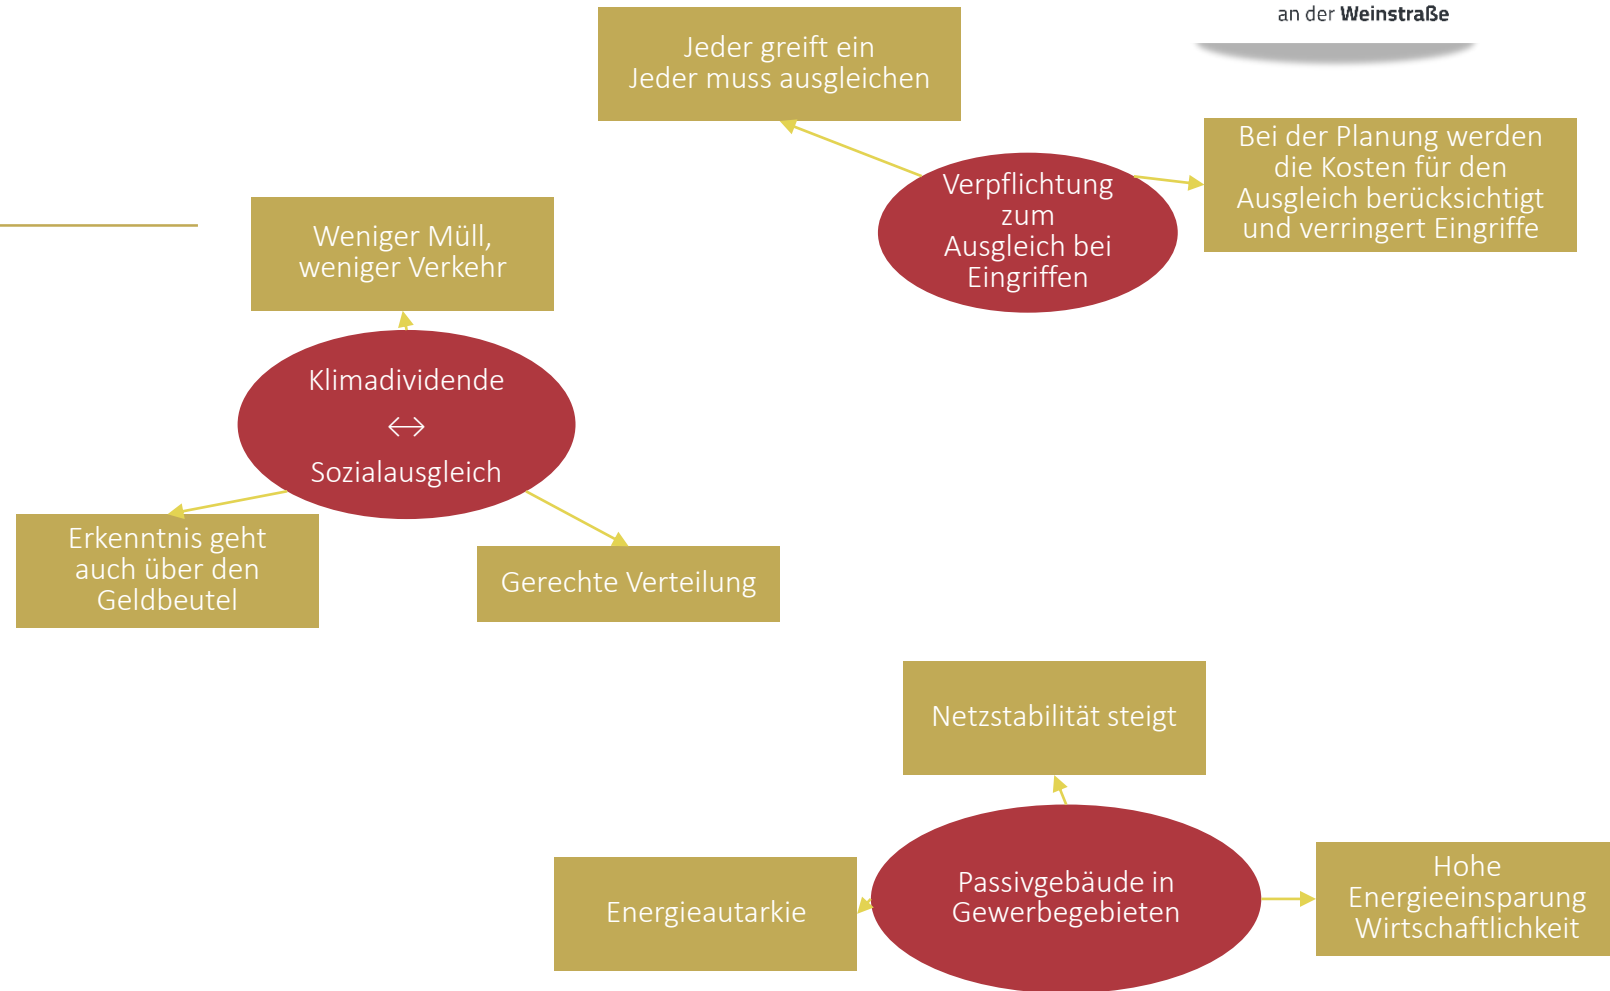 an der Weinstraße
Jeder greift ein
Jeder muss ausgleichen
Bei der Planung werden
die Kosten für den
Ausgleich berücksichtigt
und verringert Eingriffe
Verpflichtung
zum
Ausgleich bei
Eingriffen
Weniger Müll,
weniger Verkehr
Klimadividende
↔
Sozialausgleich
Erkenntnis geht
auch über den
Geldbeutel
Gerechte Verteilung
Netzstabilität steigt
Passivgebäude in
Gewerbegebieten
Energieautarkie
Hohe
Energieeinsparung
Wirtschaftlichkeit